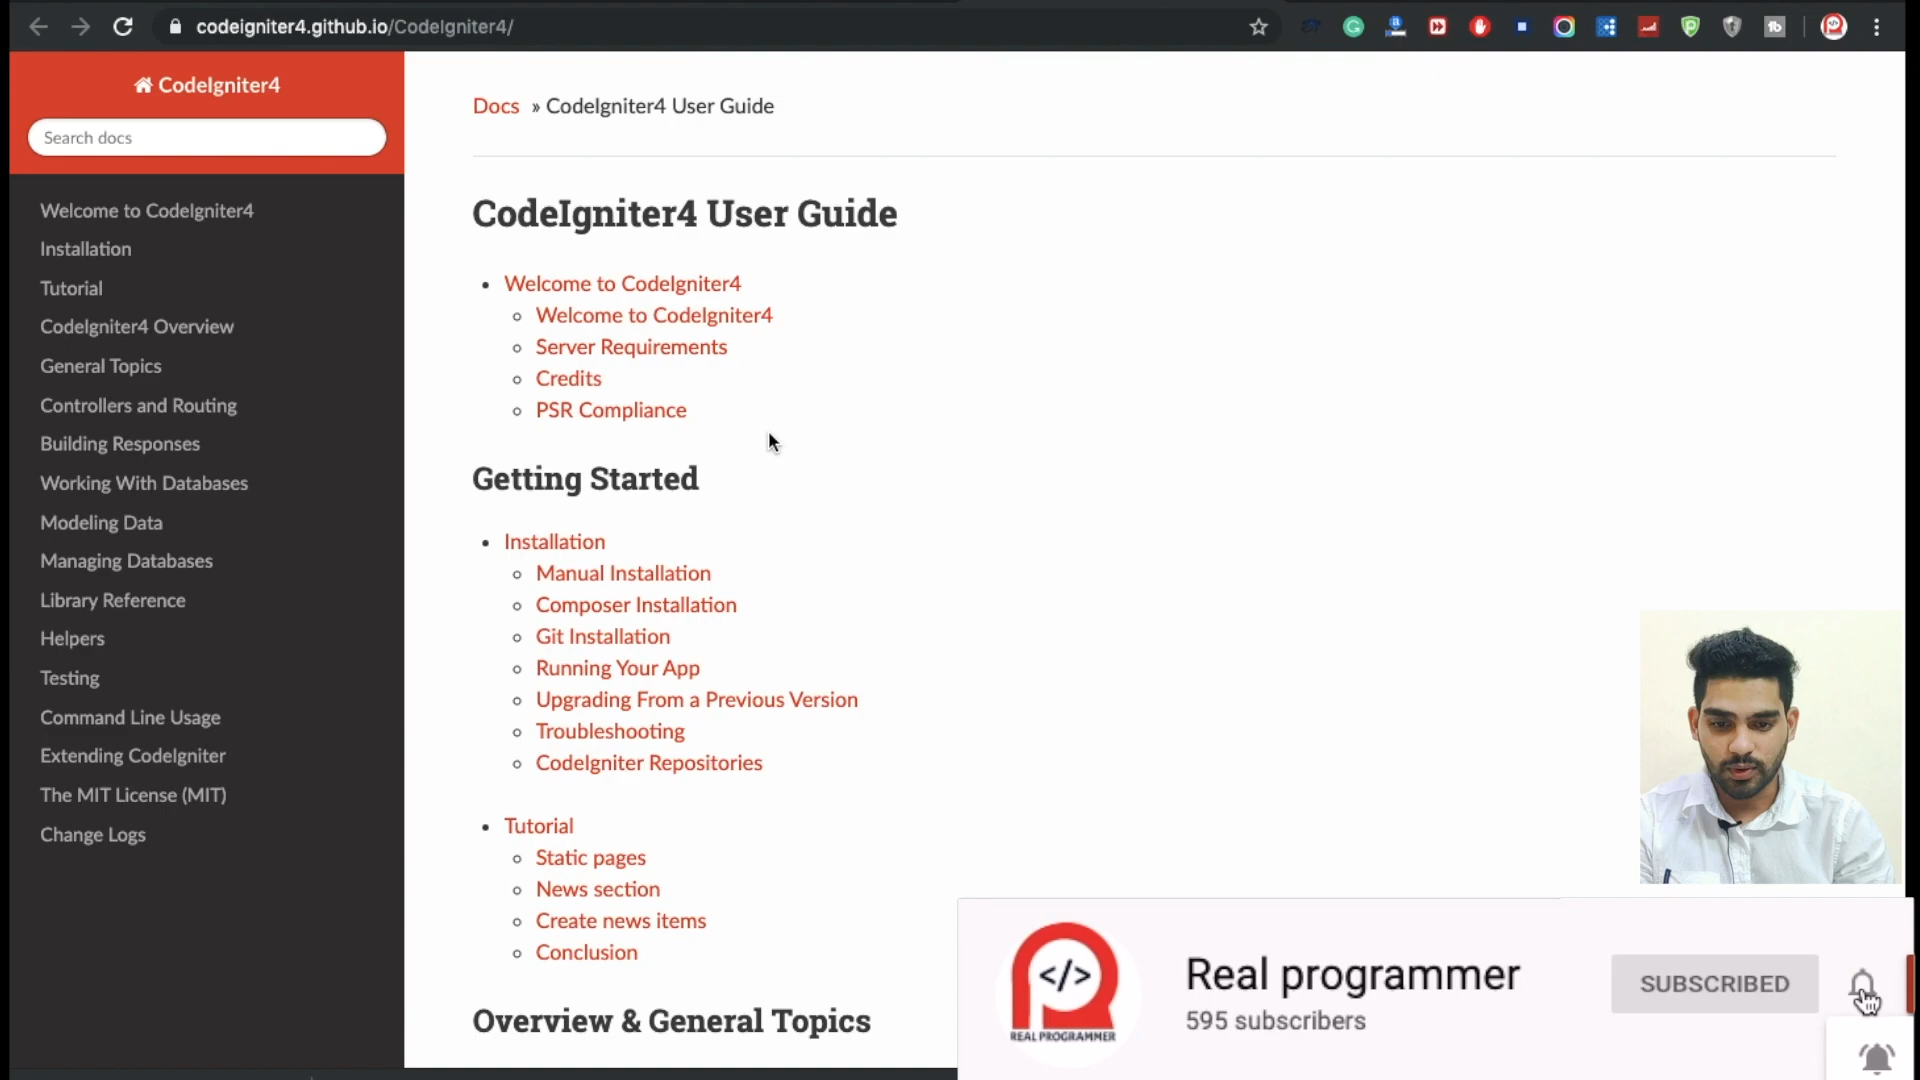 codeigniter4.github.io/CodeIgniter4/
CodeIgniter4
Search docs
Welcome to CodeIgniter4
Installation
Tutorial
CodeIgniter4 Overview
General Topics
Controllers and Routing
Building Responses
Working With Databases
Modeling Data
Managing Databases
Library Reference
Helpers
Testing
Command Line Usage
Extending CodeIgniter
The MIT License (MIT)
Change Logs
Docs » CodeIgniter4 User Guide
CodeIgniter4 User Guide
Welcome to CodeIgniter4
Welcome to CodeIgniter4
Server Requirements
Credits
PSR Compliance
Getting Started
Installation
Manual Installation
Composer Installation
Git Installation
Running Your App
Upgrading From a Previous Version
Troubleshooting
CodeIgniter Repositories
Tutorial
Static pages
News section
Create news items
Conclusion
Overview & General Topics
</>
REAL PROGRAMMER
Real programmer
595 subscribers
SUBSCRIBED